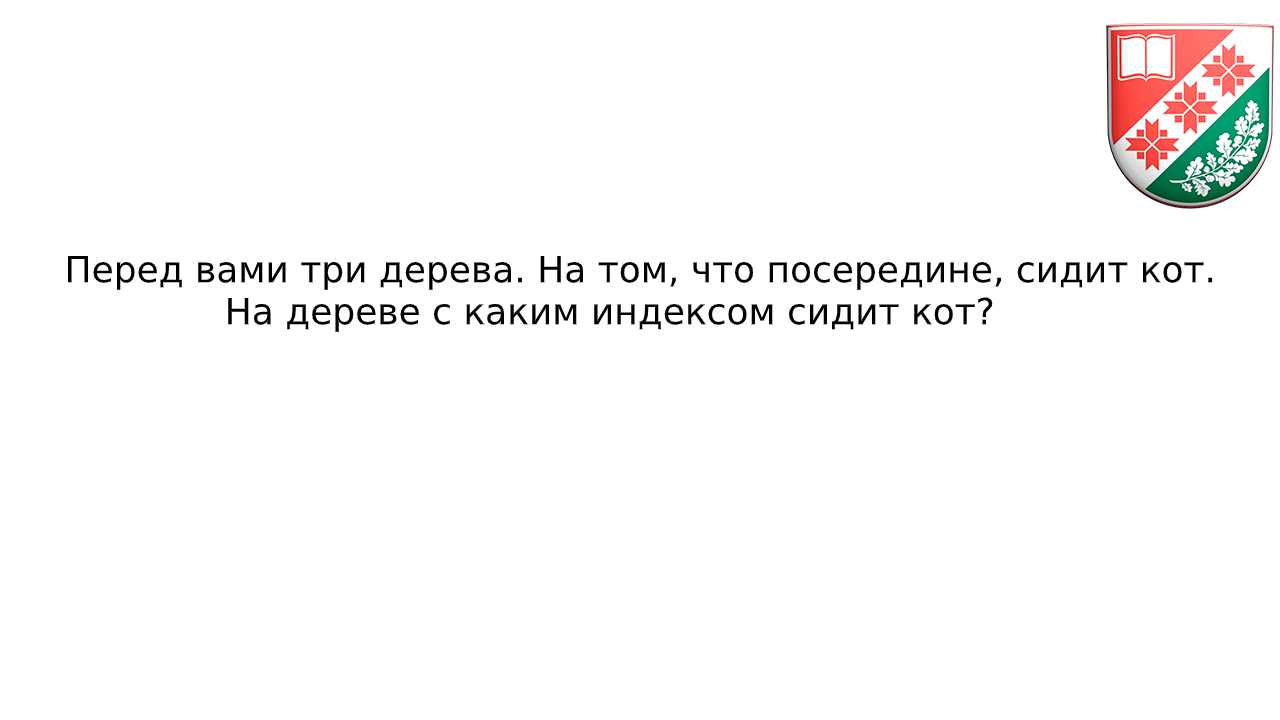 Перед вами три дерева. На том, что посередине, сидит кот.
На дереве с каким индексом сидит кот?